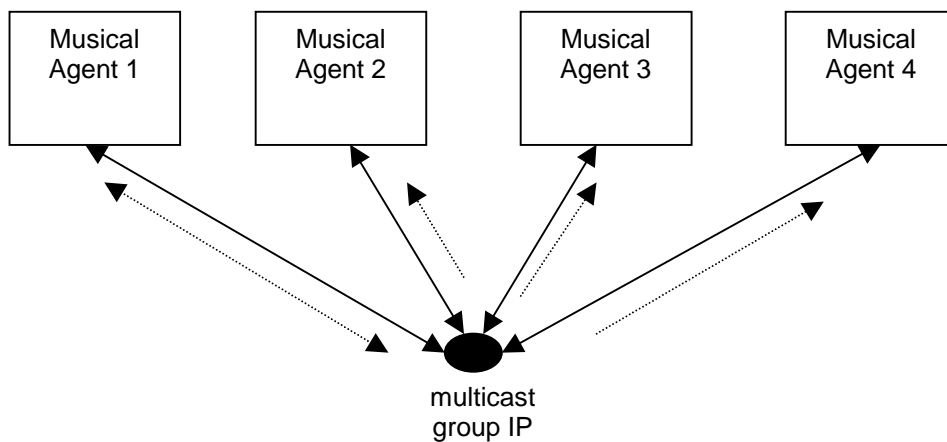 Musical
Agent 1
Musical
Agent 2
Musical
Agent 3
Musical
Agent 4
multicast
group IP